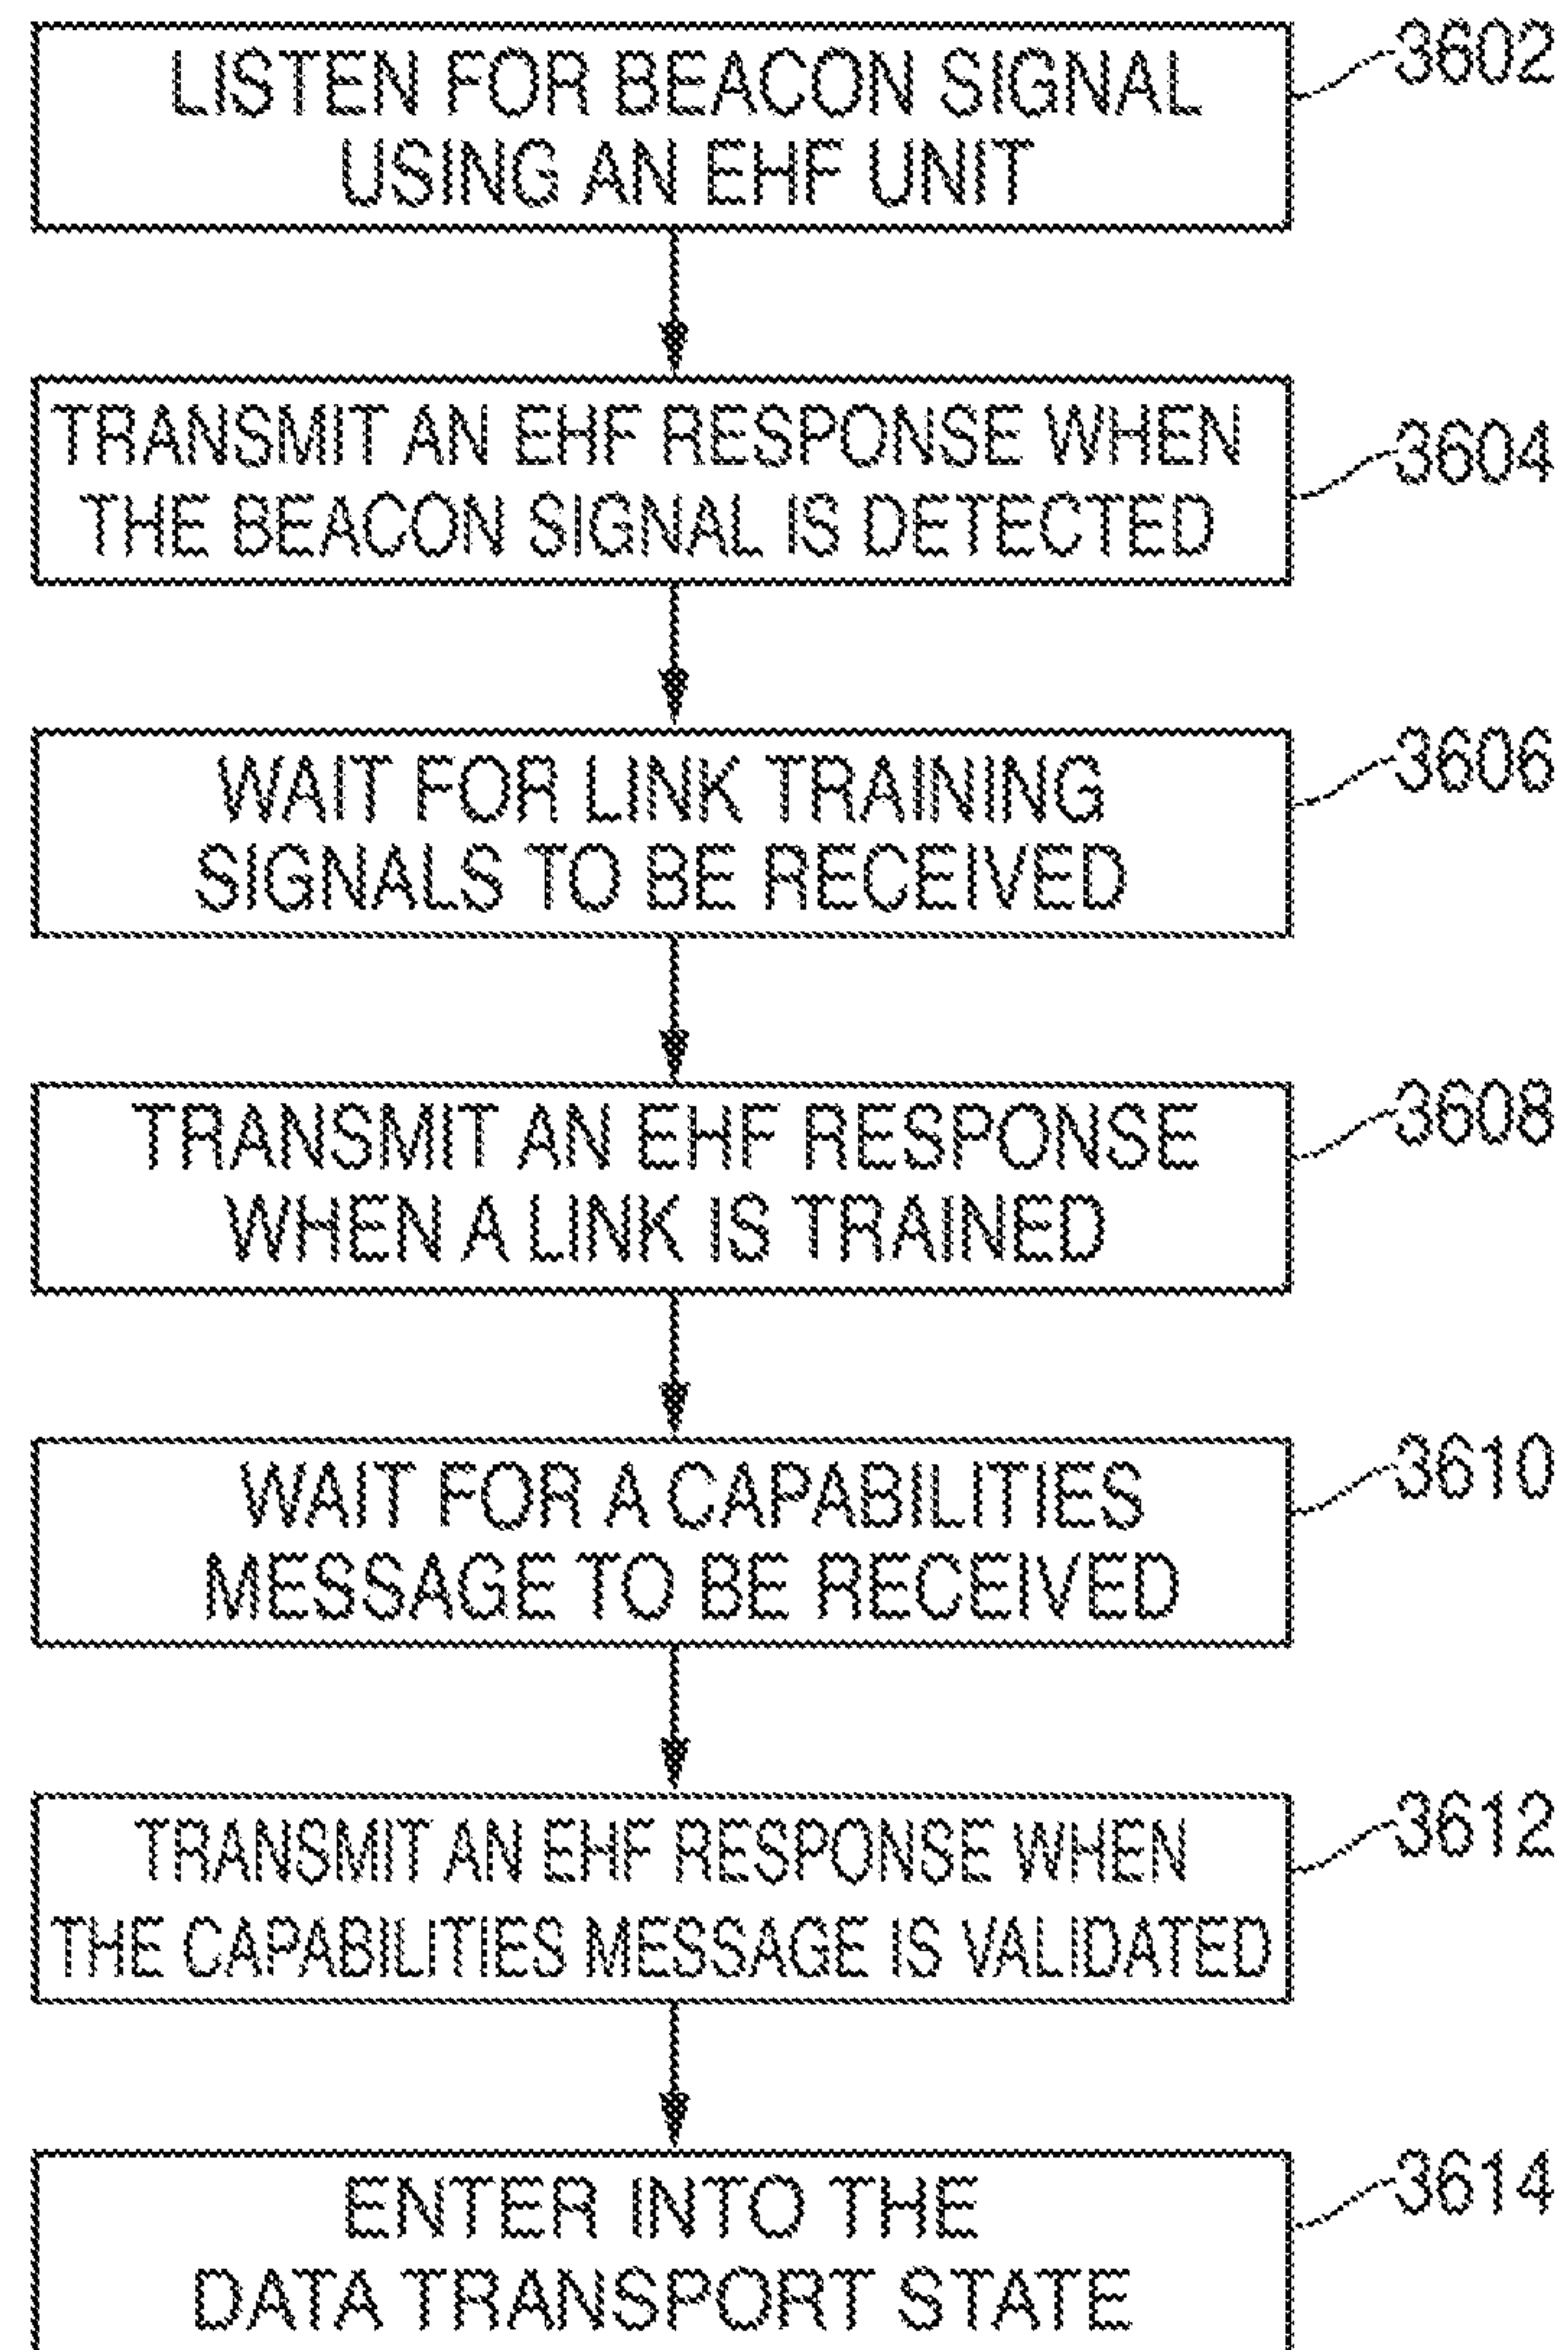 LISTEN FOR BEACON SIGNAL
USING AN EHF UNIT
3602
TRANSMIT AN EHF RESPONSE WHEN
THE BEACON SIGNAL IS DETECTED
3604
WAIT FOR LINK TRAINING
SIGNALS TO BE RECEIVED
3606
TRANSMIT AN EHF RESPONSE
WHEN A LINK IS TRAINED
3608
WAIT FOR A CAPABILITIES
MESSAGE TO BE RECEIVED
3610
TRANSMIT AN EHF RESPONSE WHEN
THE CAPABILITIES MESSAGE IS VALIDATED
3612
ENTER INTO THE
DATA TRANSPORT STATE
3614